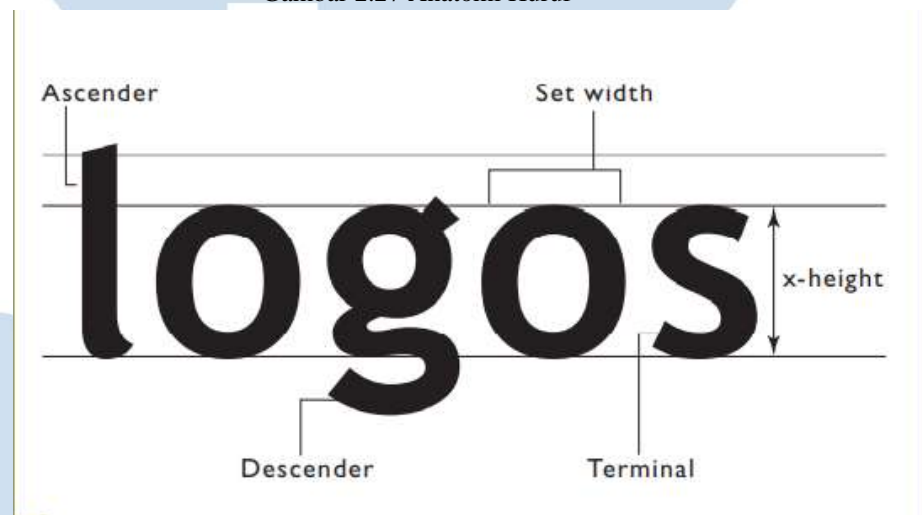 Ascender
Set width
logos
x-height
Descender
Terminal